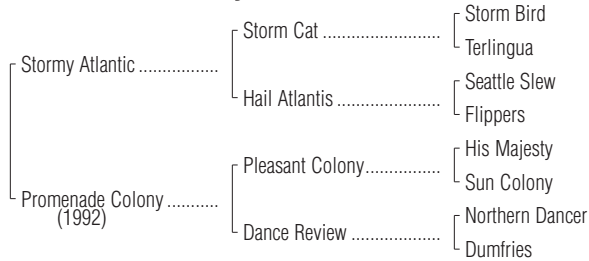 Storm Bird
Storm Cat ........................
Terlingua
Stormy Atlantic ................
Seattle Slew
Hail Atlantis .....................
Flippers
His Majesty
Pleasant Colony...............
Sun Colony
Promenade Colony ..........
(1992)
Northern Dancer
Dance Review ..................
Dumfries